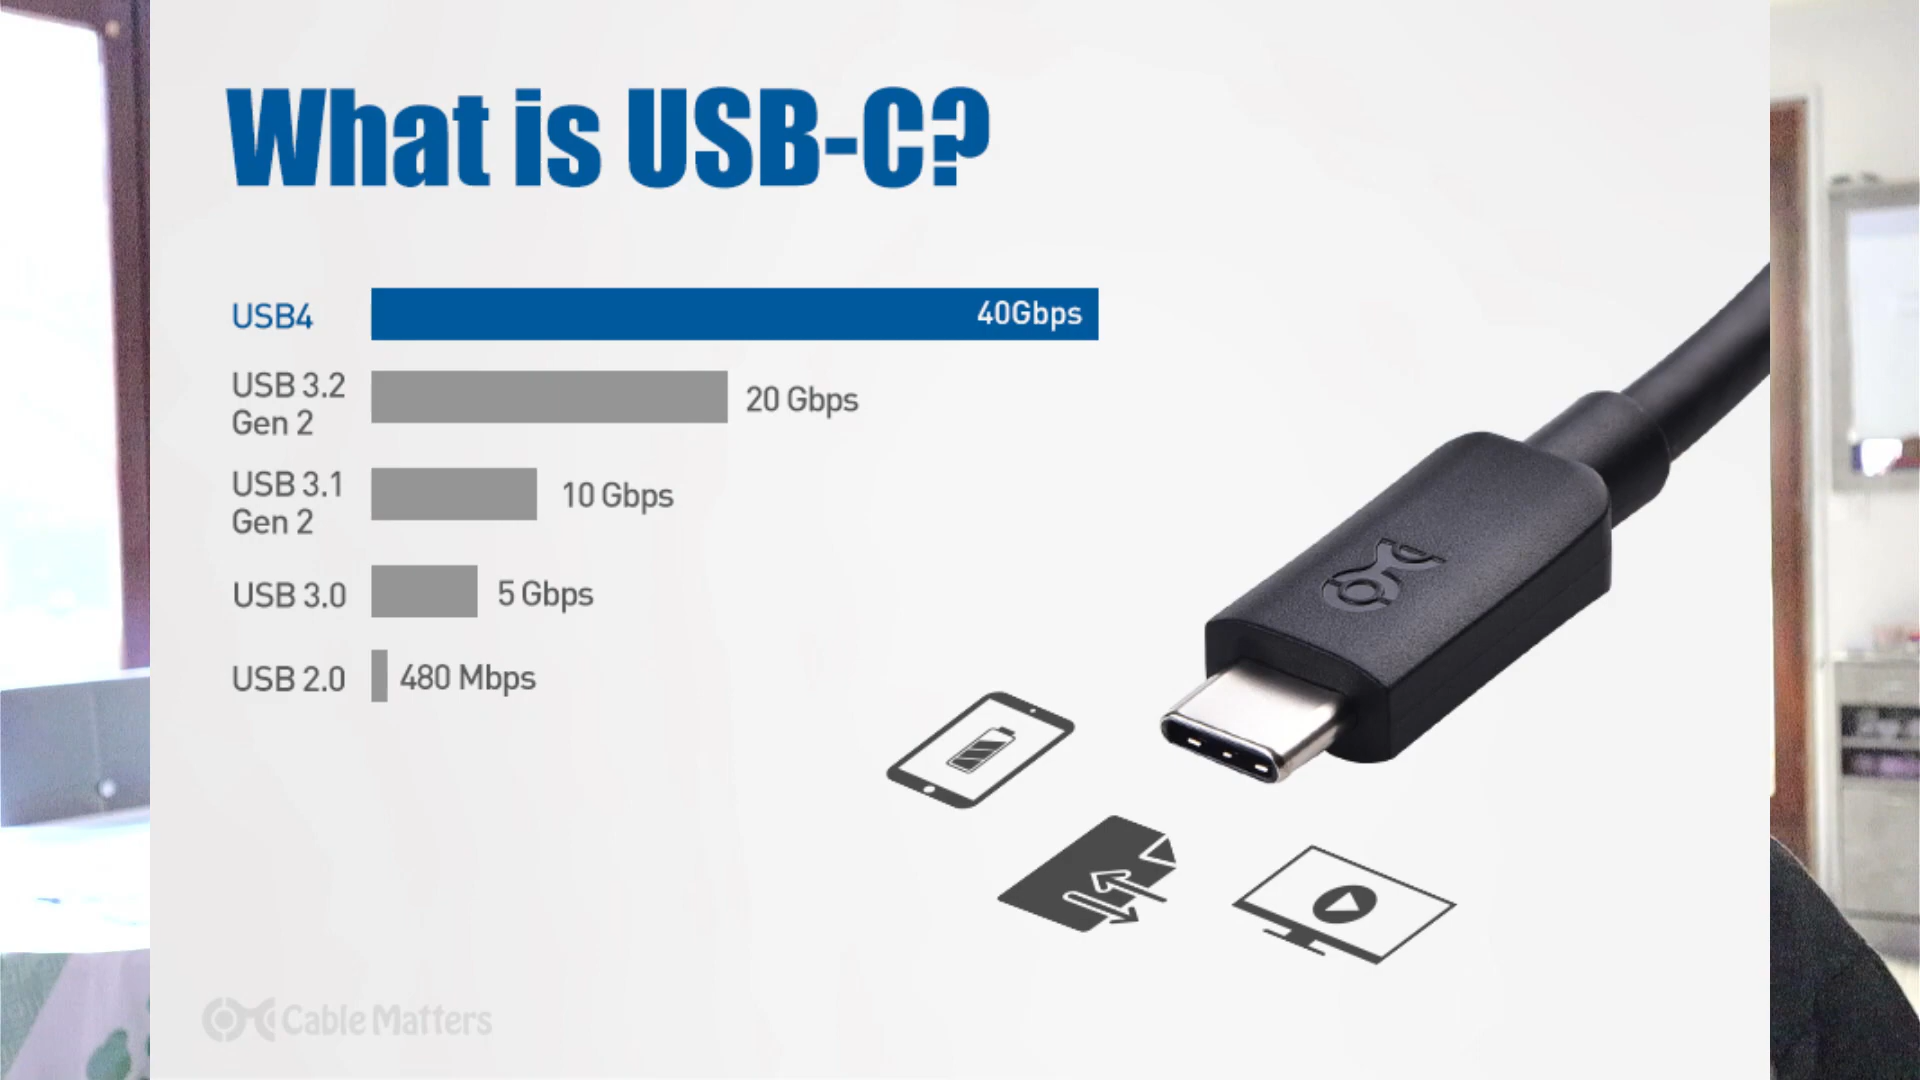 What is USB-C?
USB4
40Gbps
USB 3.2
Gen 2
20 Gbps
USB 3.1
Gen 2
10 Gbps
USB 3.0
5 Gbps
USB 2.0
480 Mbps
Cable Matters